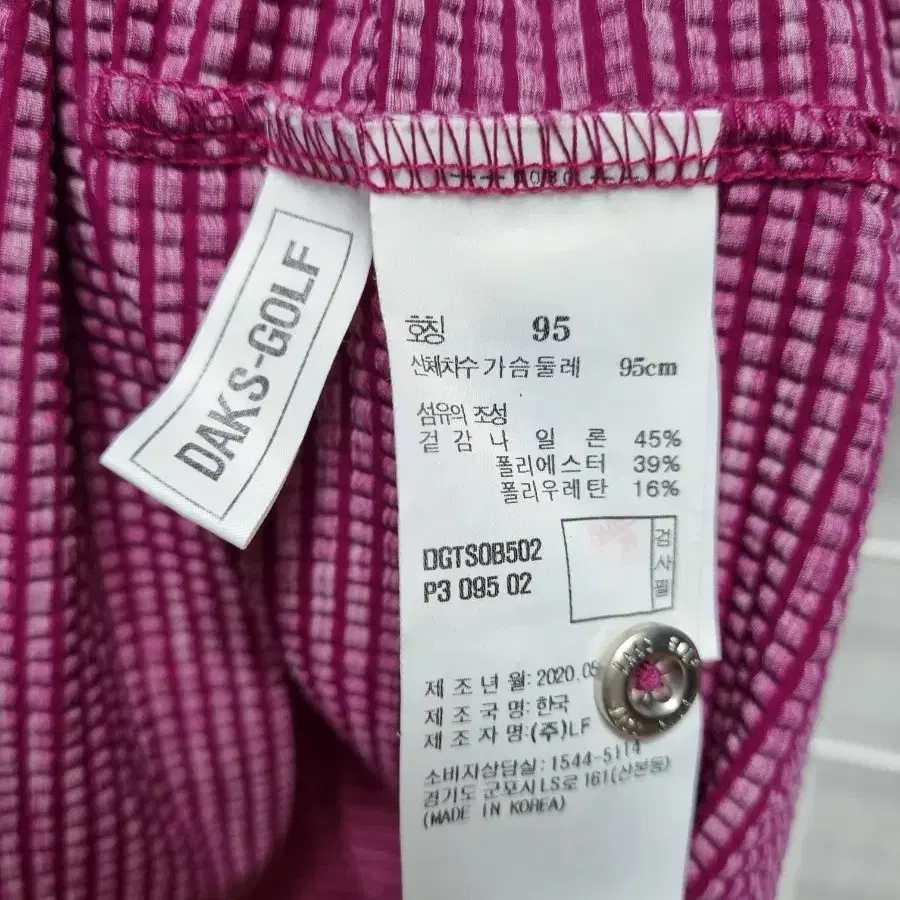 DAKS-GOLF
호칭 95
신체치수 가슴둘레 95cm
섬유의 조성
겉감 나일론 45%
폴리에스터 39%
폴리우레탄 16%
DGTS0B502
P3 095 02
검사필
제조년월: 2020.05
제조국명: 한국
제조자명: (주)LF
소비자상담실: 1544-5114
경기도 군포시 LS로 161(산본동)
(MADE IN KOREA)
DAKS